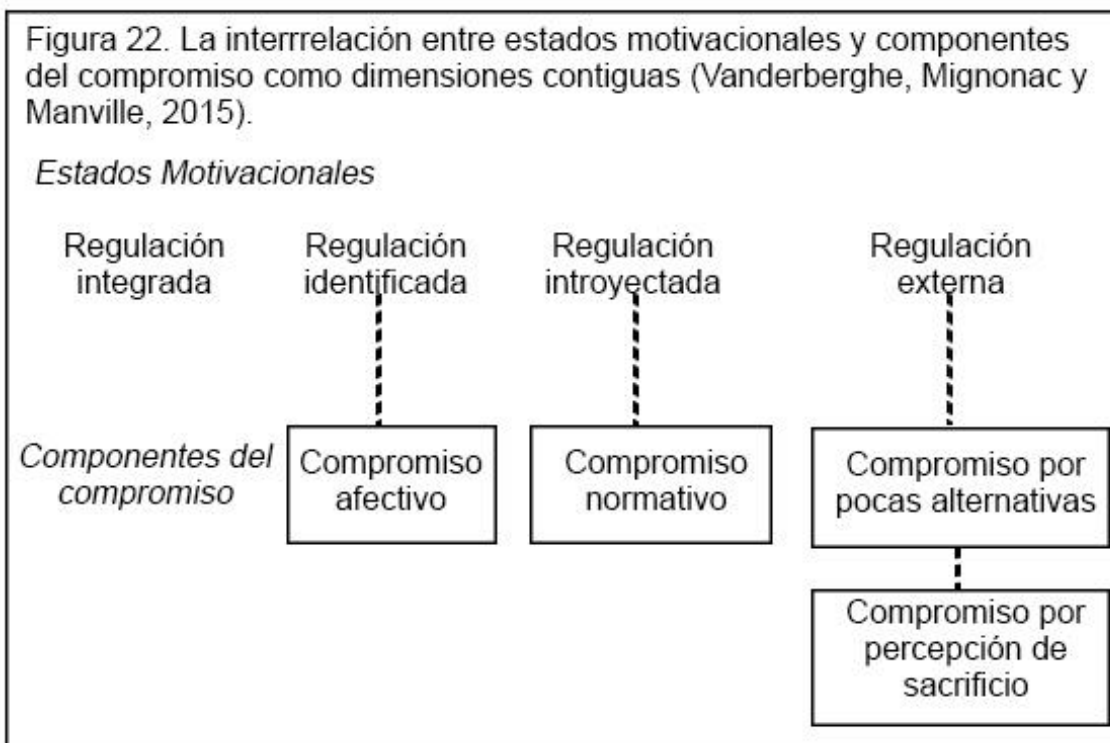 Figura 22. La interrrelación entre estados motivacionales y componentes
del compromiso como dimensiones contiguas (Vanderberghe, Mignonac y
Manville, 2015).
Estados Motivacionales
Regulación
integrada
Regulación
identificada
Regulación
introyectada
Regulación
externa
Componentes del
compromiso
Compromiso
afectivo
Compromiso
normativo
Compromiso por
pocas alternativas
Compromiso por
percepción de
sacrificio